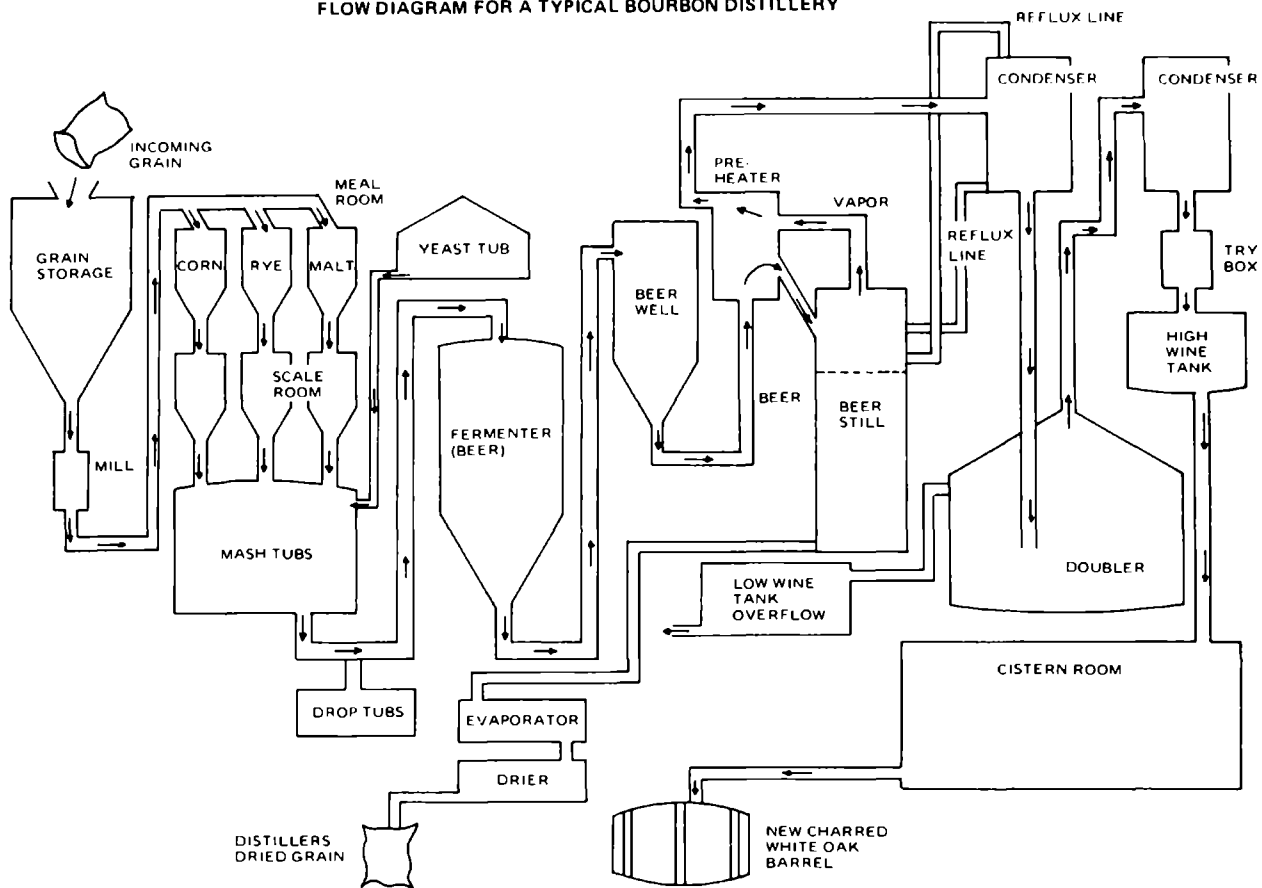 FLOW DIAGRAM FOR A TYPICAL BOURBON DISTILLERY
REFLUX LINE
CONDENSER
CONDENSER
INCOMING
GRAIN
MEAL
ROOM
PRE-
HEATER
VAPOR
GRAIN
STORAGE
CORN
RYE
MALT
YEAST TUB
BEER
WELL
REFLUX
LINE
TRY
BOX
SCALE
ROOM
HIGH
WINE
TANK
MILL
FERMENTER
(BEER)
BEER
BEER
STILL
MASH TUBS
LOW WINE
TANK
OVERFLOW
DOUBLER
DROP TUBS
EVAPORATOR
CISTERN ROOM
DRIER
DISTILLERS
DRIED GRAIN
NEW CHARRED
WHITE OAK
BARREL